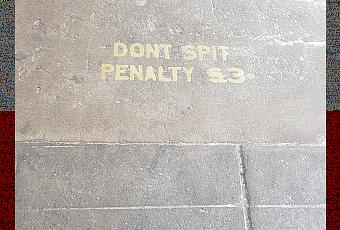 DONT SPIT
PENALTY $3